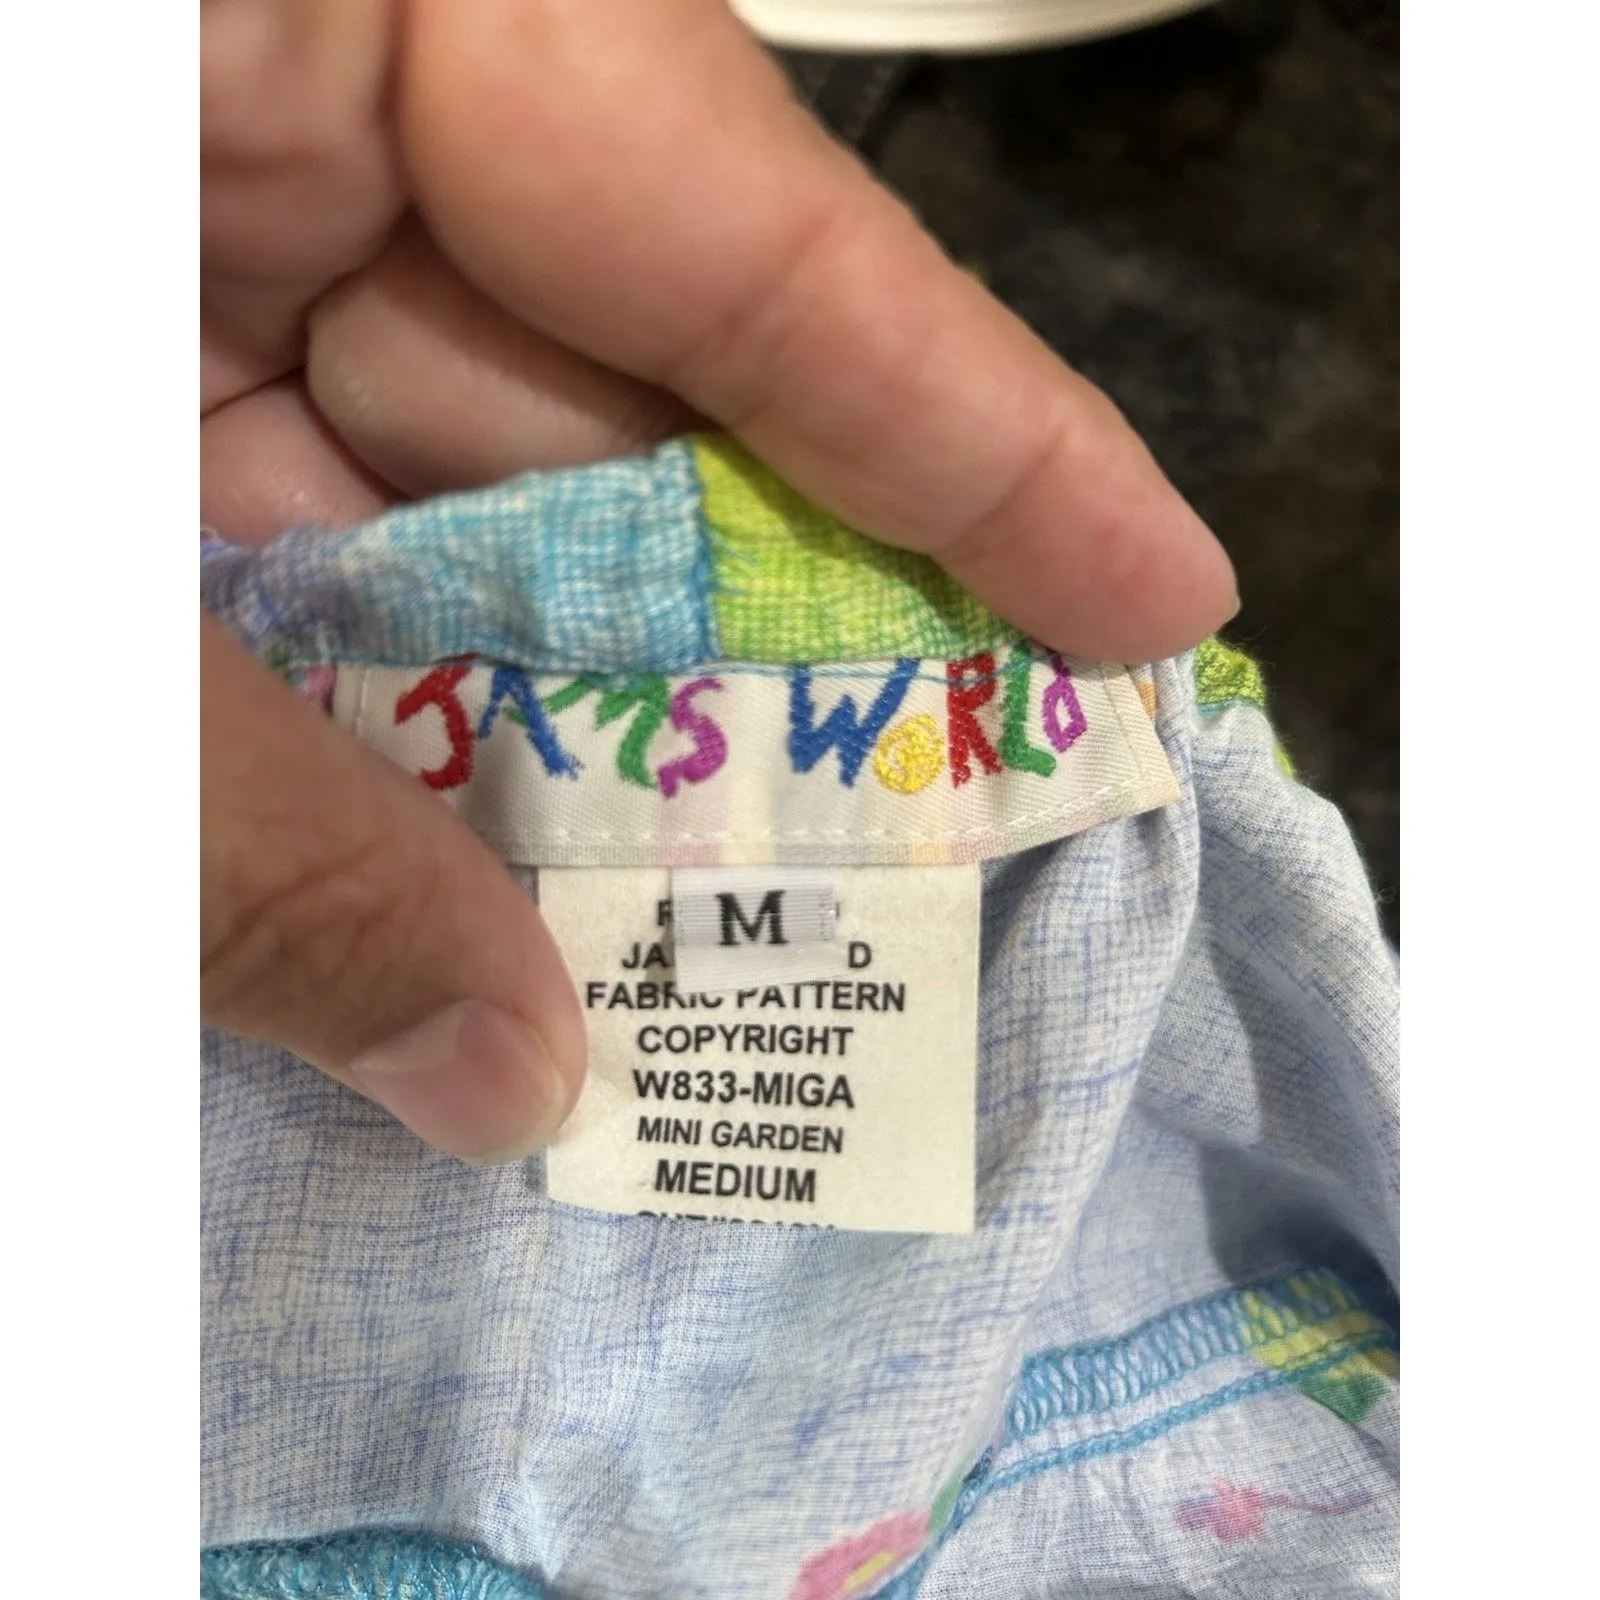 JAMS WORLD
M
FABRIC PATTERN
COPYRIGHT
W833-MIGA
MINI GARDEN
MEDIUM